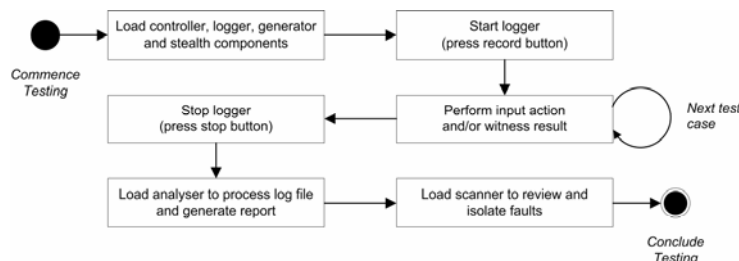 Load controller, logger, generator
and stealth components
Start logger
(press record button)
Commence
Testing
Stop logger
(press stop button)
Perform input action
and/or witness result
Next test
case
Load analyser to process log file
and generate report
Load scanner to review and
isolate faults
Conclude
Testing